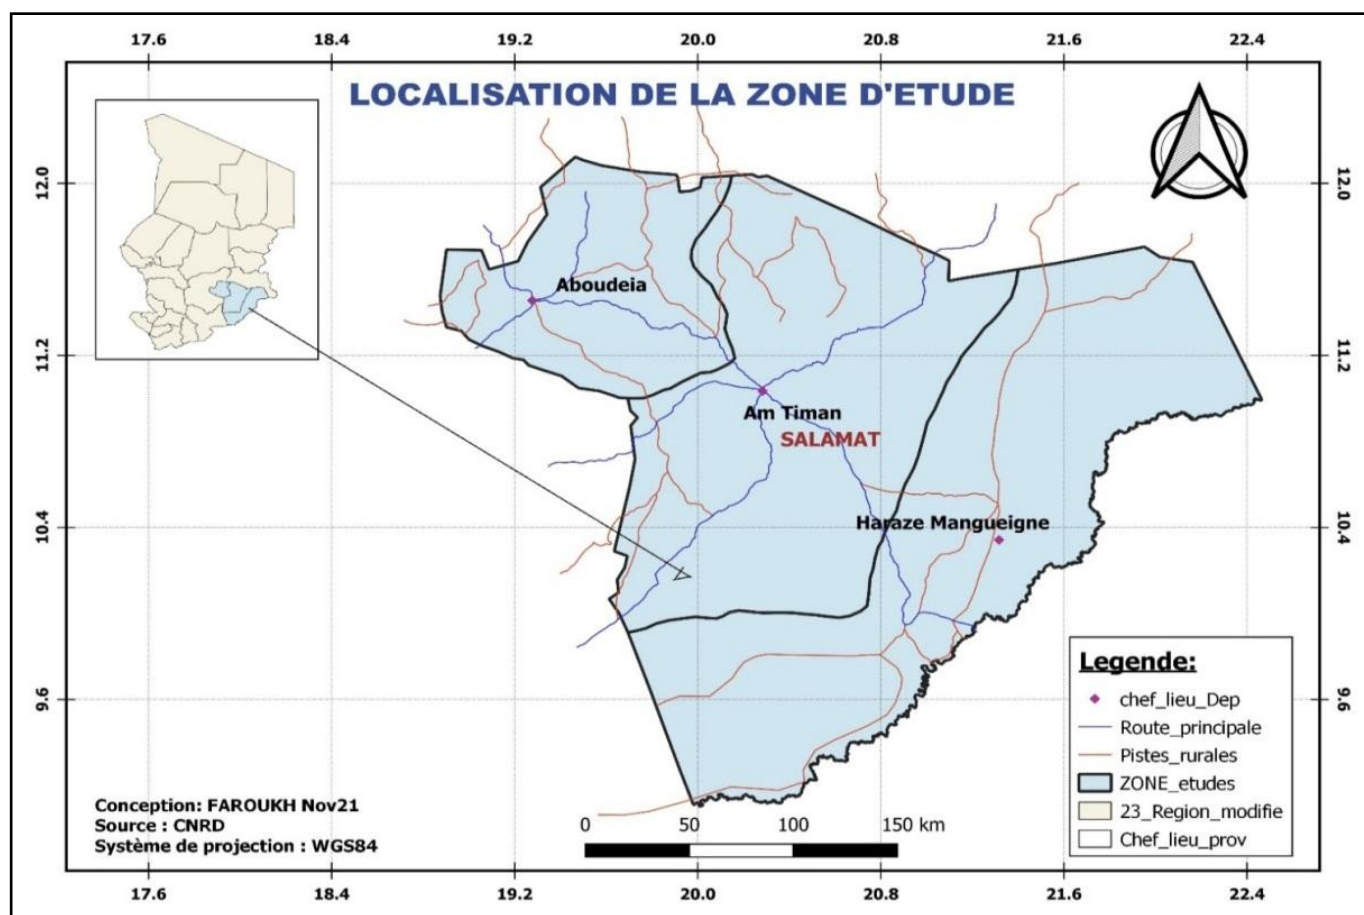 17.6 18.4 19.2 20.0 20.8 21.6 22.4
LOCALISATION DE LA ZONE D'ETUDE
12.0 12.0
Aboudeia
11.2 11.2
Am Timan
SALAMAT
10.4 10.4
Haraze Mangueigne
9.6 9.6
Legende:
chef_lieu_Dep
Route_principale
Pistes_rurales
ZONE_etudes
23_Region_modifie
Chef_lieu_prov
Conception: FAROUKH Nov21
Source : CNRD
Système de projection : WGS84
0 50 100 150 km
17.6 18.4 19.2 20.0 20.8 21.6 22.4